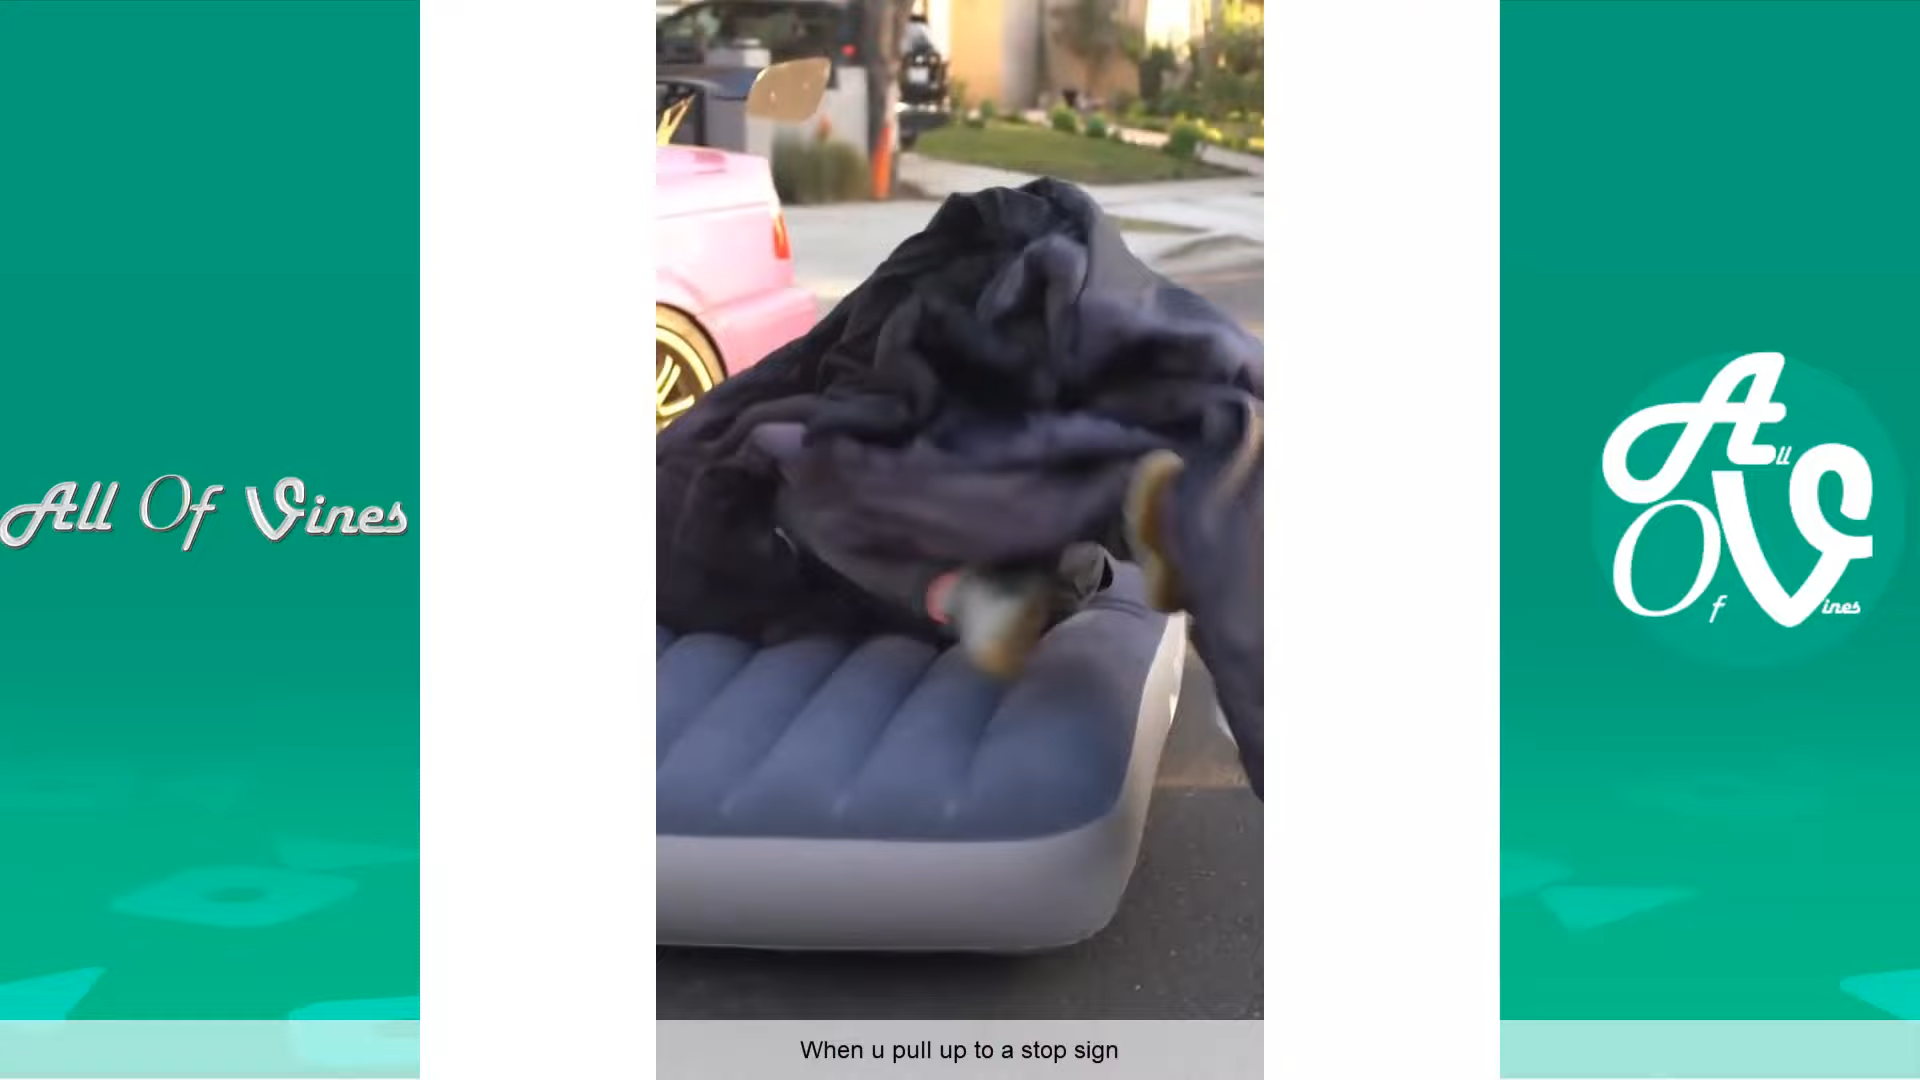 All Of Vines
All
Of Vines
When u pull up to a stop sign